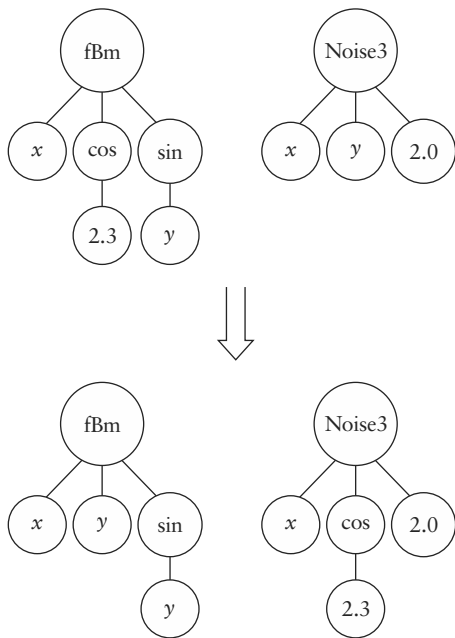 fBm Noise3
x cos sin x y 2.0
2.3 y
fBm Noise3
x y sin x cos 2.0
y 2.3